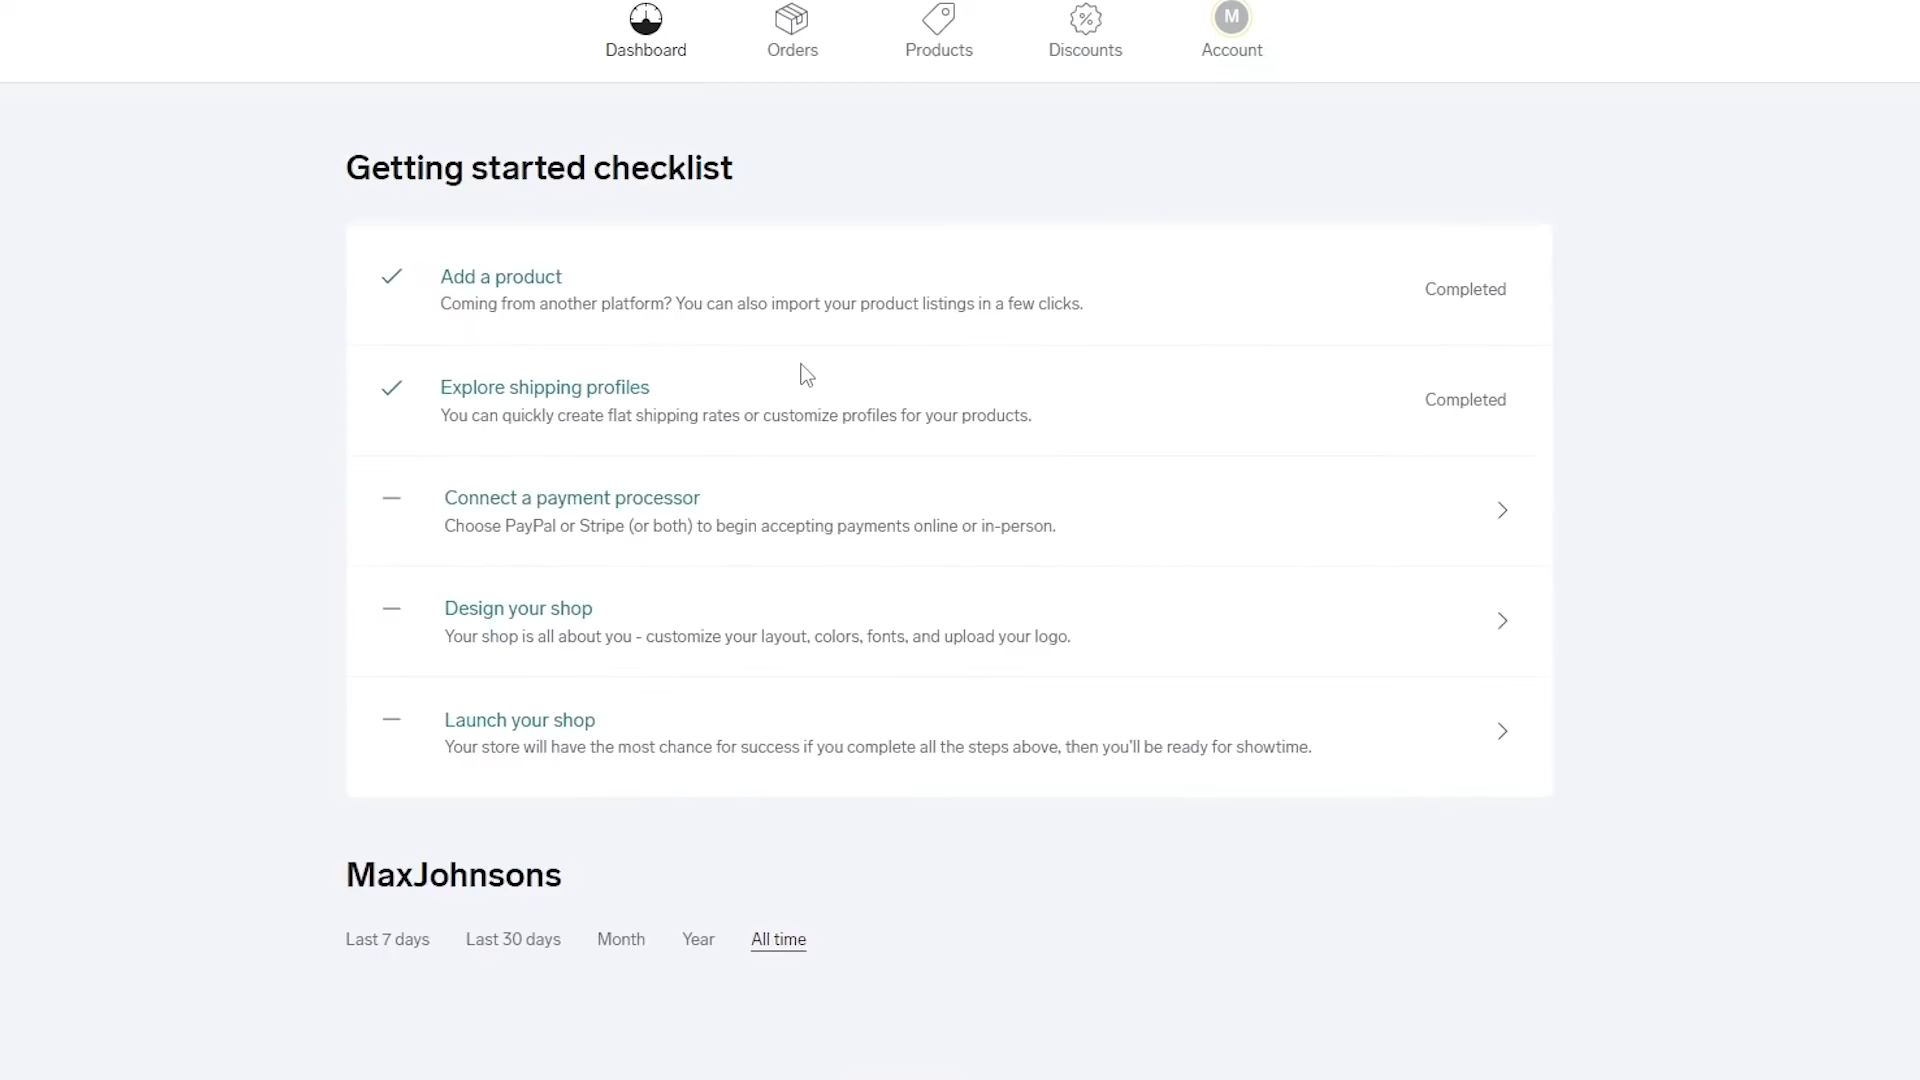 Dashboard
Orders
Products
Discounts
M
Account
Getting started checklist
Add a product
Coming from another platform? You can also import your product listings in a few clicks.
Completed
Explore shipping profiles
You can quickly create flat shipping rates or customize profiles for your products.
Completed
Connect a payment processor
Choose PayPal or Stripe (or both) to begin accepting payments online or in-person.
Design your shop
Your shop is all about you - customize your layout, colors, fonts, and upload your logo.
Launch your shop
Your store will have the most chance for success if you complete all the steps above, then you'll be ready for showtime.
MaxJohnsons
Last 7 days
Last 30 days
Month
Year
All time